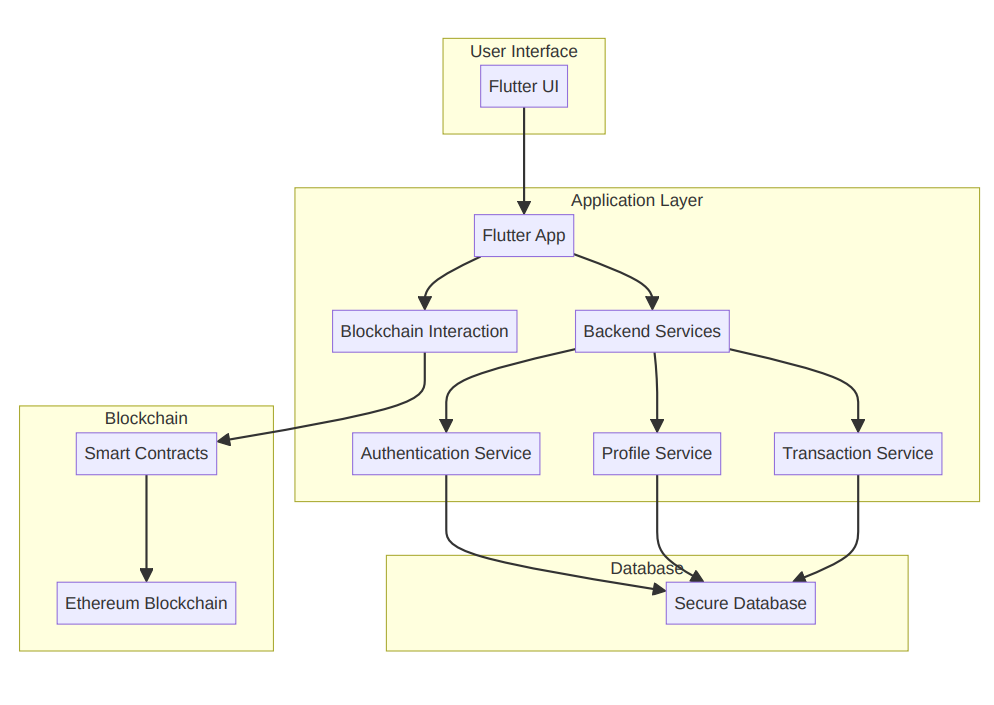 User Interface
Flutter UI
Application Layer
Flutter App
Blockchain Interaction
Backend Services
Blockchain
Smart Contracts
Authentication Service
Profile Service
Transaction Service
Database
Ethereum Blockchain
Secure Database